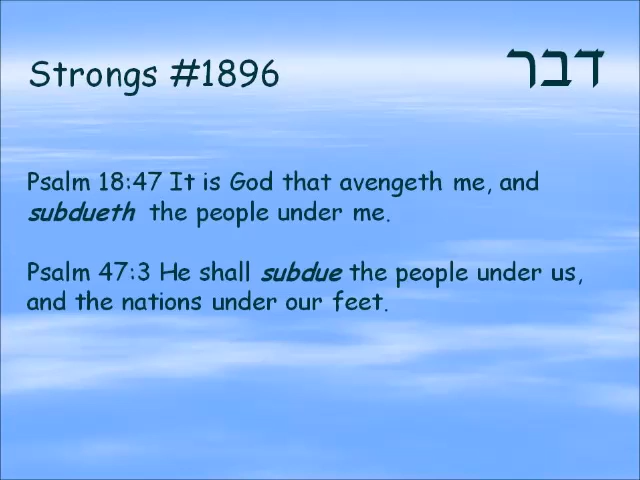 Strongs #1896 דבר
Psalm 18:47 It is God that avengeth me, and
subdueth the people under me.
Psalm 47:3 He shall subdue the people under us,
and the nations under our feet.